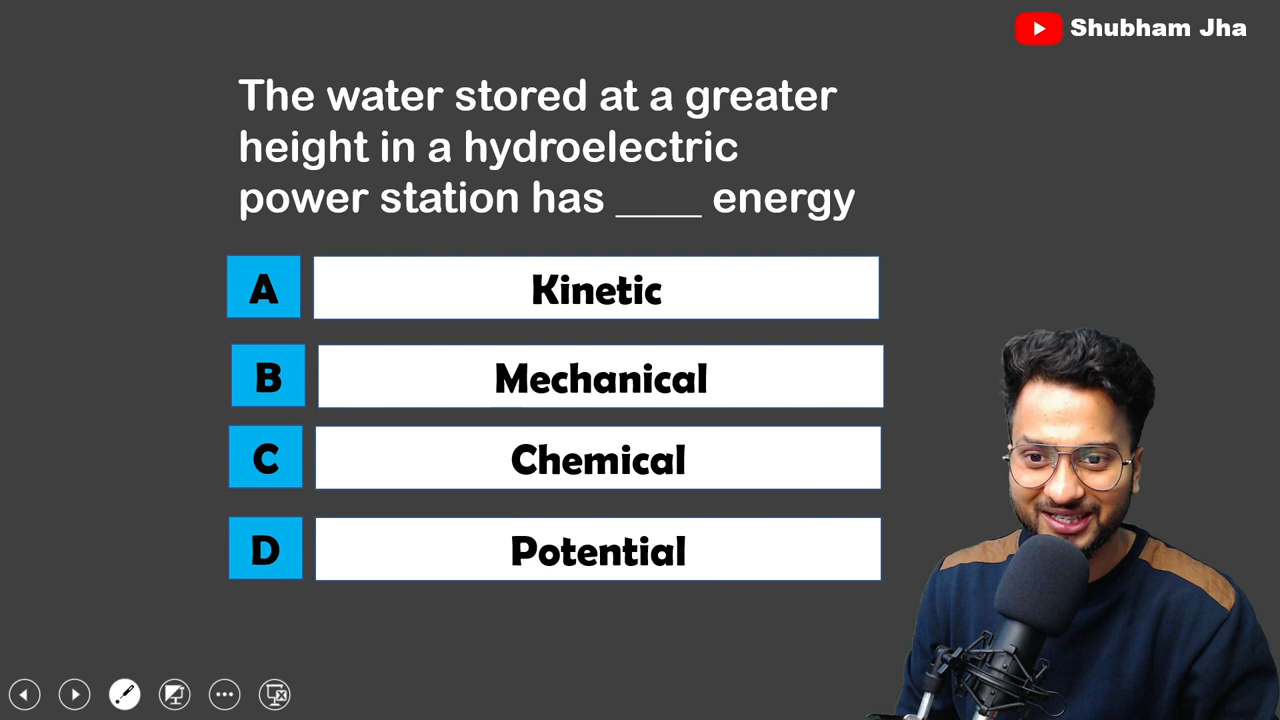 Shubham Jha
The water stored at a greater
height in a hydroelectric
power station has ____ energy
A Kinetic
B Mechanical
C Chemical
D Potential